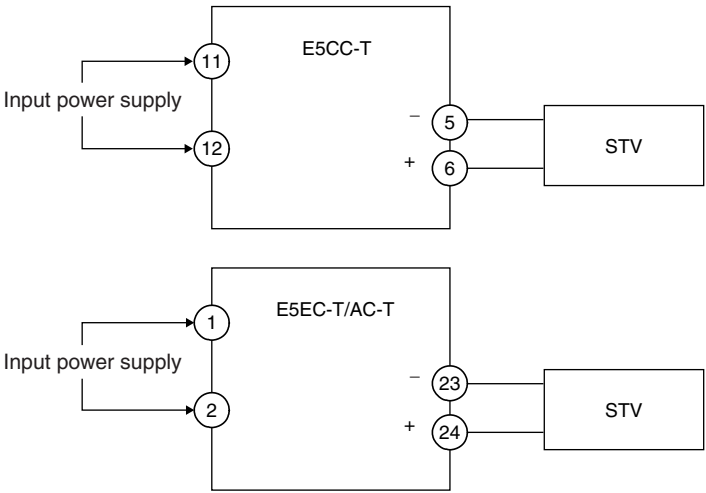 E5CC-T
11
Input power supply
12
− 5
+ 6
STV
E5EC-T/AC-T
1
Input power supply
2
− 23
+ 24
STV